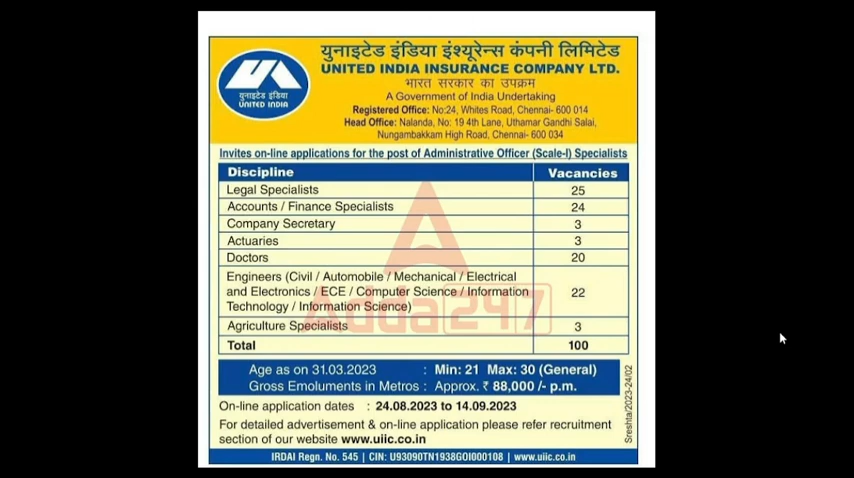 युनाइटेड इंडिया इंश्युरेन्स कंपनी लिमिटेड
UNITED INDIA INSURANCE COMPANY LTD.
भारत सरकार का उपक्रम
A Government of India Undertaking
Registered Office: No:24, Whites Road, Chennai- 600 014
Head Office: Nalanda, No: 19 4th Lane, Uthamar Gandhi Salai,
Nungambakkam High Road, Chennai- 600 034
युनाइटेड इंडिया
UNITED INDIA
Invites on-line applications for the post of Administrative Officer (Scale-I) Specialists
Discipline Vacancies
Legal Specialists 25
Accounts / Finance Specialists 24
Company Secretary 3
Actuaries 3
Doctors 20
Engineers (Civil / Automobile / Mechanical / Electrical
and Electronics / ECE / Computer Science / Information
Technology / Information Science) 22
Agriculture Specialists 3
Total 100
Adda247
Age as on 31.03.2023 : Min: 21 Max: 30 (General)
Gross Emoluments in Metros : Approx. ₹ 88,000 /- p.m.
On-line application dates : 24.08.2023 to 14.09.2023
For detailed advertisement & on-line application please refer recruitment
section of our website www.uiic.co.in
Sreshta/2023-24/02
IRDAI Regn. No. 545 | CIN: U93090TN1938GOI000108 | www.uiic.co.in